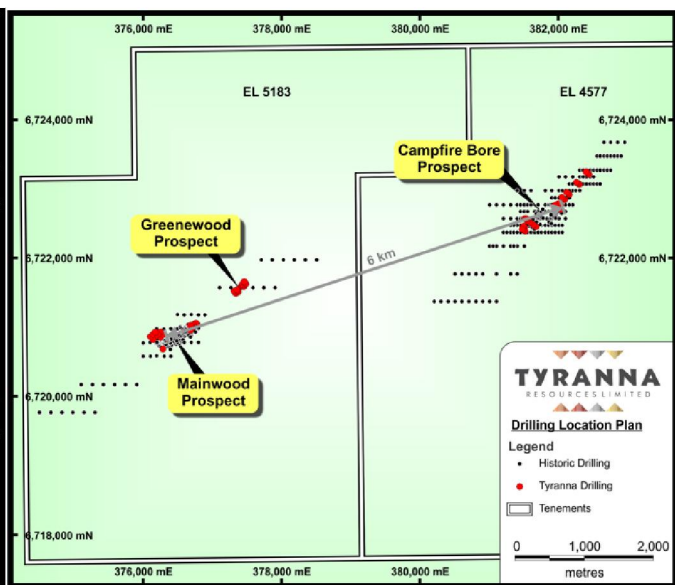 376,000 mE
378,000 mE
380,000 mE
382,000 mE
EL 5183
EL 4577
6,724,000 mN
6,724,000 mN
Campfire Bore
Prospect
Greenewood
Prospect
6,722,000 mN
6 km
6,722,000 mN
Mainwood
Prospect
6,720,000 mN
TYRANNA
RESOURCES LIMITED
Drilling Location Plan
Legend
Historic Drilling
Tyranna Drilling
Tenements
0 1,000 2,000
metres
6,718,000 mN
376,000 mE
378,000 mE
380,000 mE